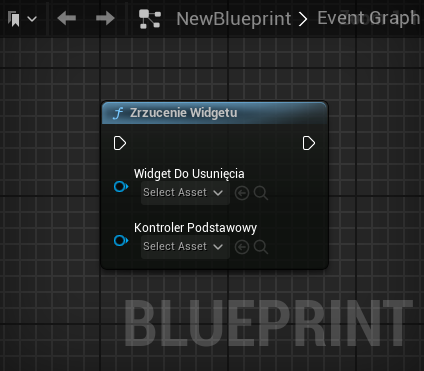 NewBlueprint > Event Graph
Zrzucenie Widgetu
Widget Do Usunięcia
Select Asset
Kontroler Podstawowy
Select Asset
BLUEPRINT